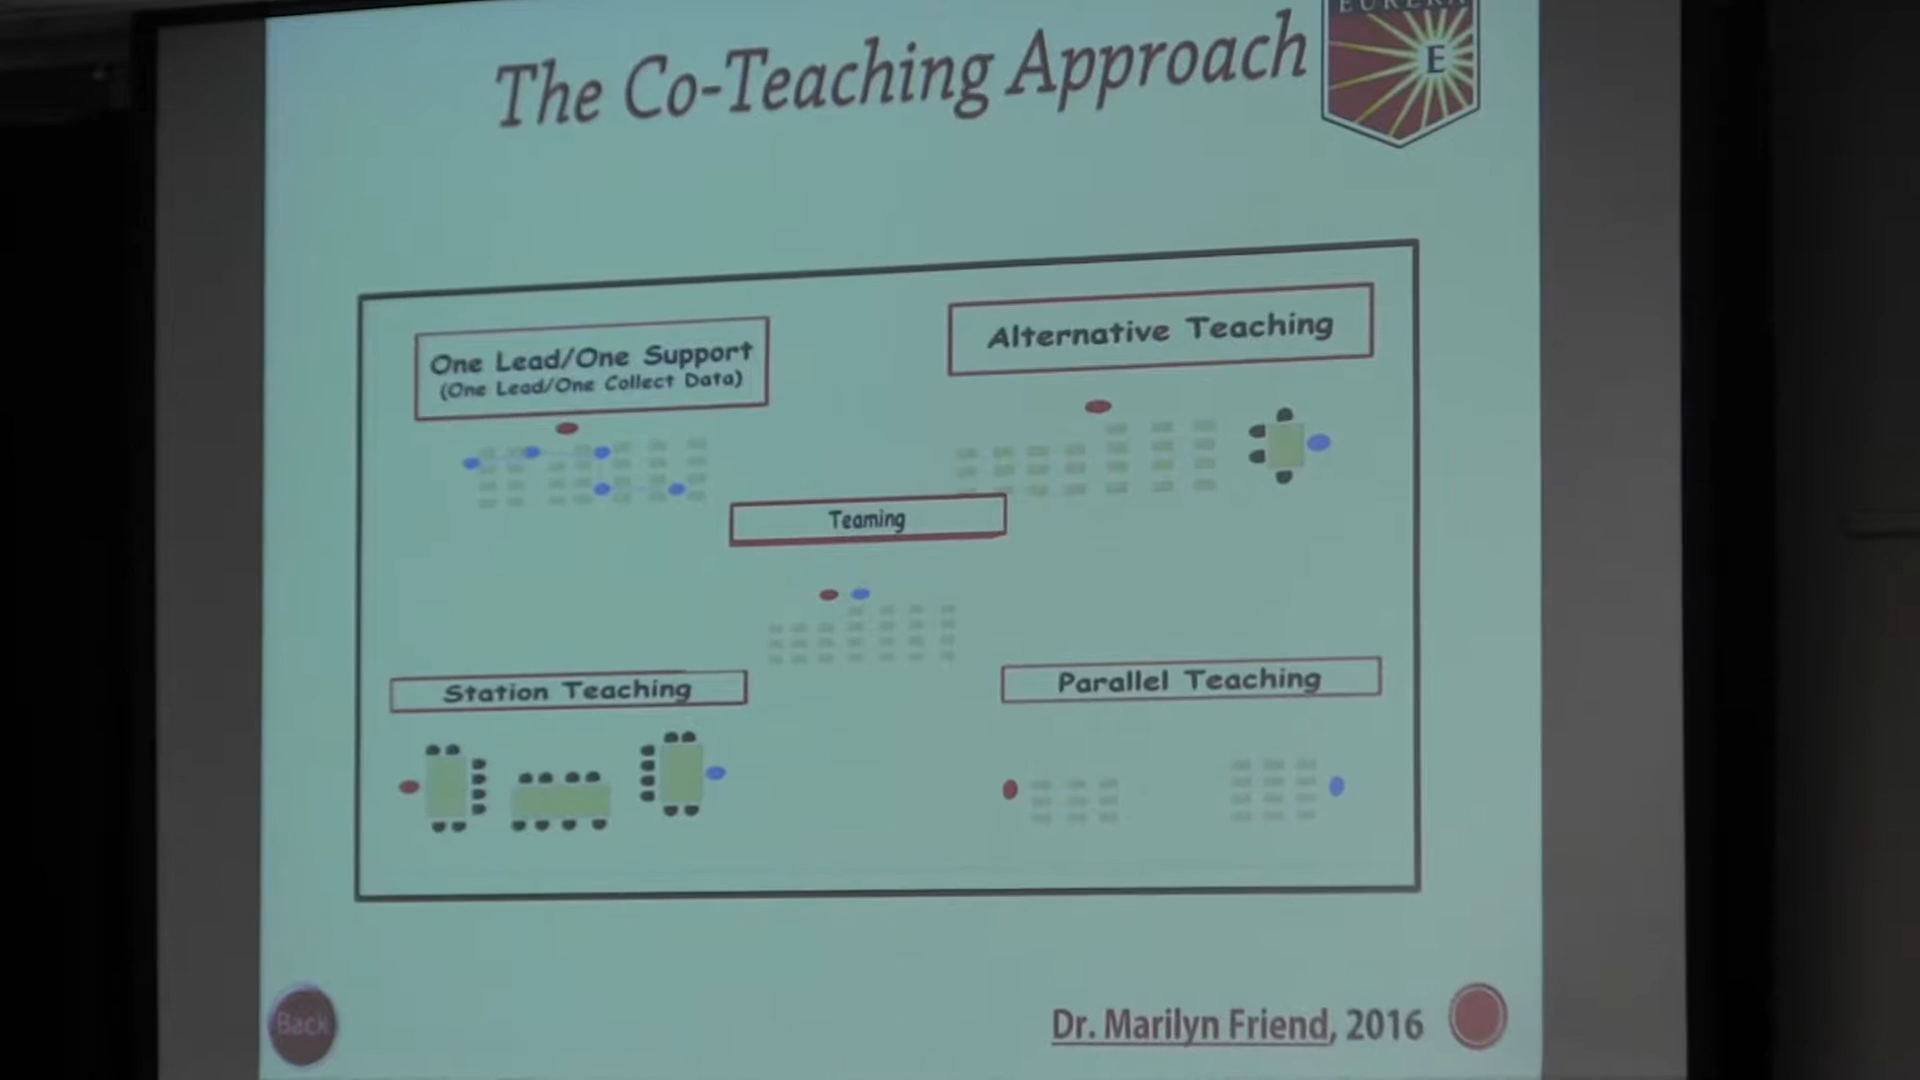 EUREKA
The Co-Teaching Approach
E
One Lead/One Support
(One Lead/One Collect Data)
Alternative Teaching
Teaming
Station Teaching
Parallel Teaching
Back
Dr. Marilyn Friend, 2016